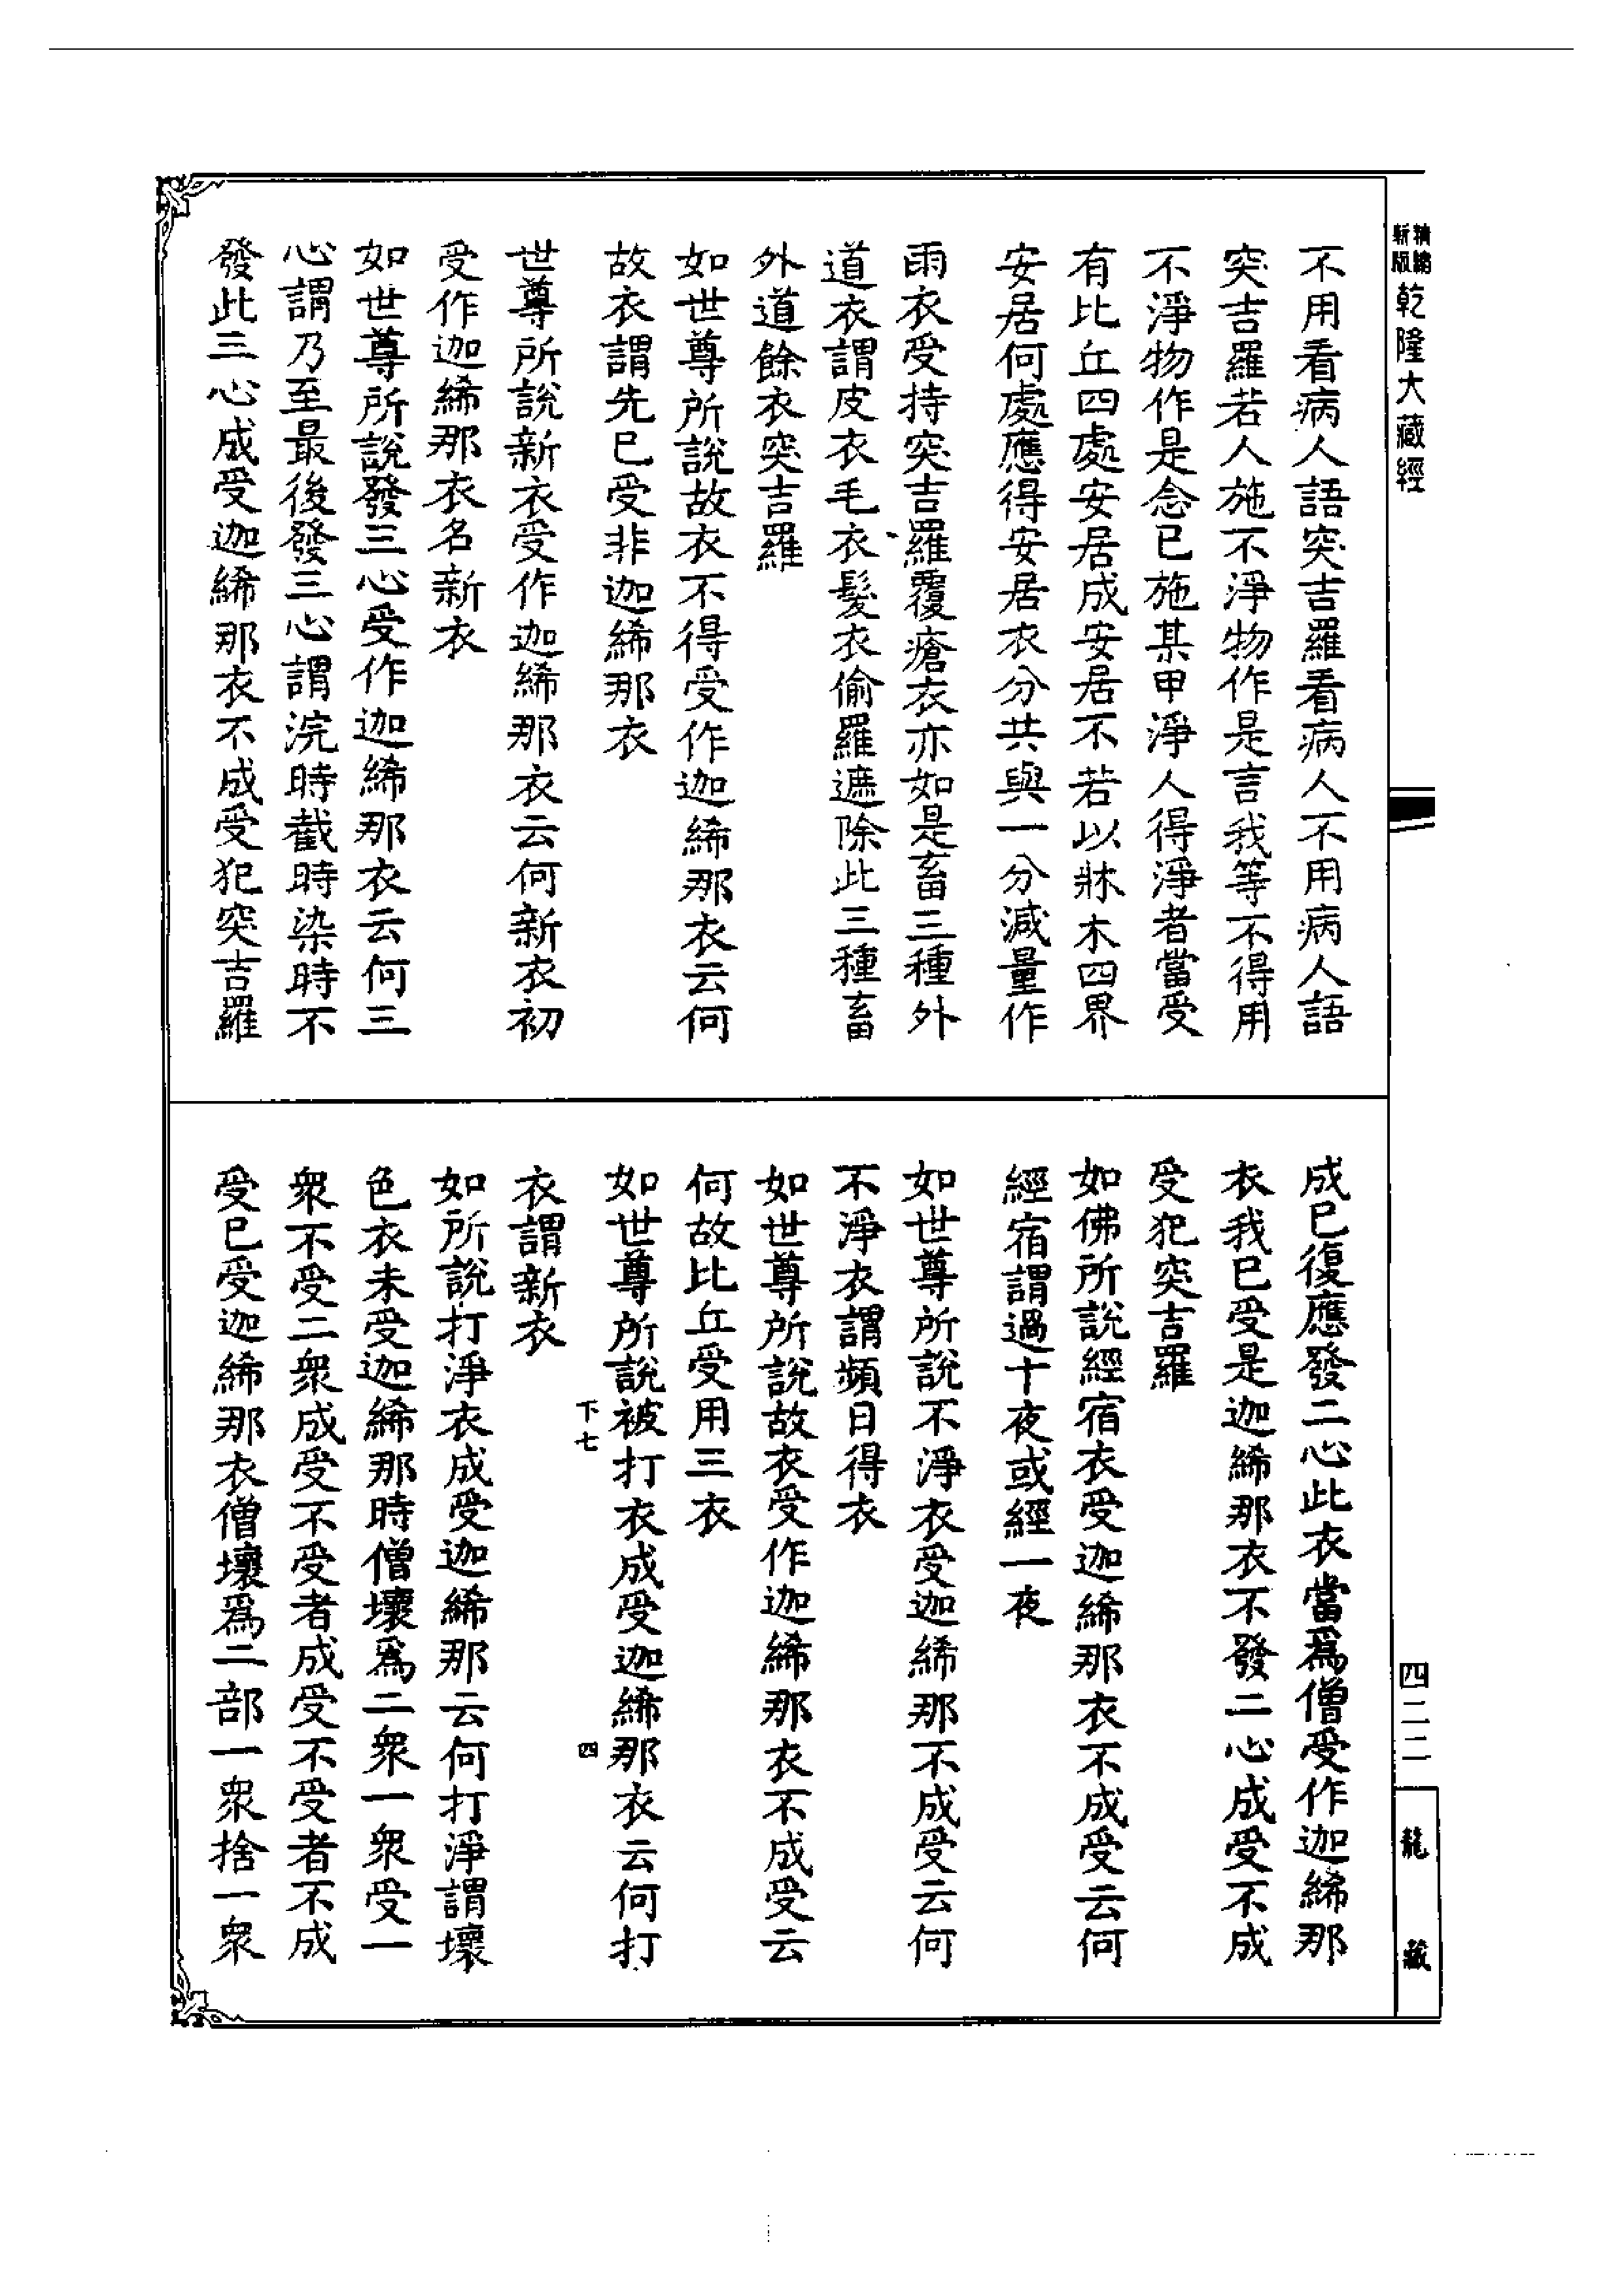 精縮
新版
乾隆大藏經
四二二
龍藏
不用看病人語突吉羅看病人不用病人語
突吉羅若人施不淨物作是言我等不得用
不淨物作是念已施某甲淨人得淨者當受
有比丘四處安居成安居不若以牀木四界
安居何處應得安居衣分共與一分減量作
雨衣受持突吉羅覆瘡衣亦如是畜三種外
道衣謂皮衣毛衣髮衣偷羅遮除此三種畜
外道餘衣突吉羅
如世尊所說故衣不得受作迦絺那衣云何
故衣謂先已受非迦絺那衣
世尊所說新衣受作迦絺那衣云何新衣初
受作迦絺那衣名新衣
如世尊所說發三心受作迦絺那衣云何三
心謂乃至最後發三心謂浣時截時染時不
發此三心成受迦絺那衣不成受犯突吉羅
成已復應發二心此衣當為僧受作迦絺那
衣我已受是迦絺那衣不發二心成受不成
受犯突吉羅
如佛所說經宿衣受迦絺那衣不成受云何
經宿謂過十夜或經一夜
如世尊所說不淨衣受迦絺那不成受云何
不淨衣謂頻日得衣
如世尊所說故衣受作迦絺那衣不成受云
何故比丘受用三衣
如世尊所說被打衣成受迦絺那衣云何打
下七
四
衣謂新衣
如所說打淨衣成受迦絺那云何打淨謂壞
色衣未受迦絺那時僧壞爲二衆一衆受一
衆不受二衆成受不受者成受不受者不成
受已受迦絺那衣僧壞爲二部一衆捨一衆